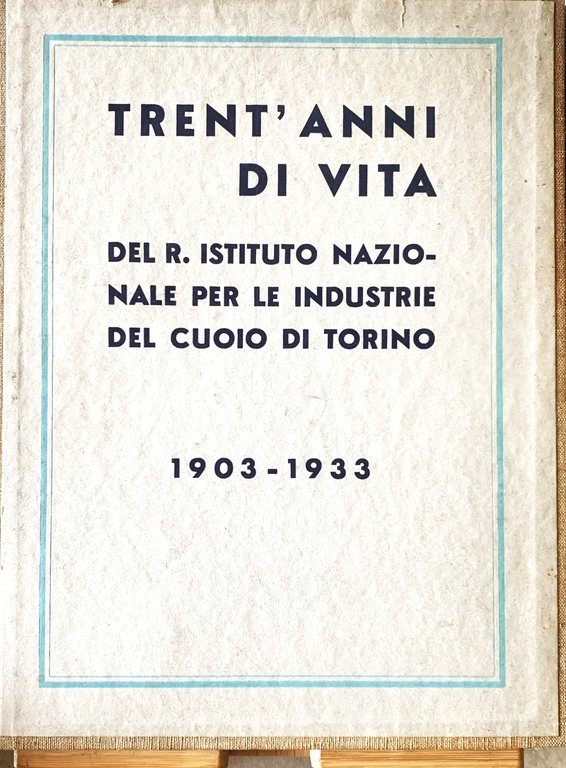 TRENT' ANNI
DI VITA
DEL R. ISTITUTO NAZIO-
NALE PER LE INDUSTRIE
DEL CUOIO DI TORINO
1903-1933